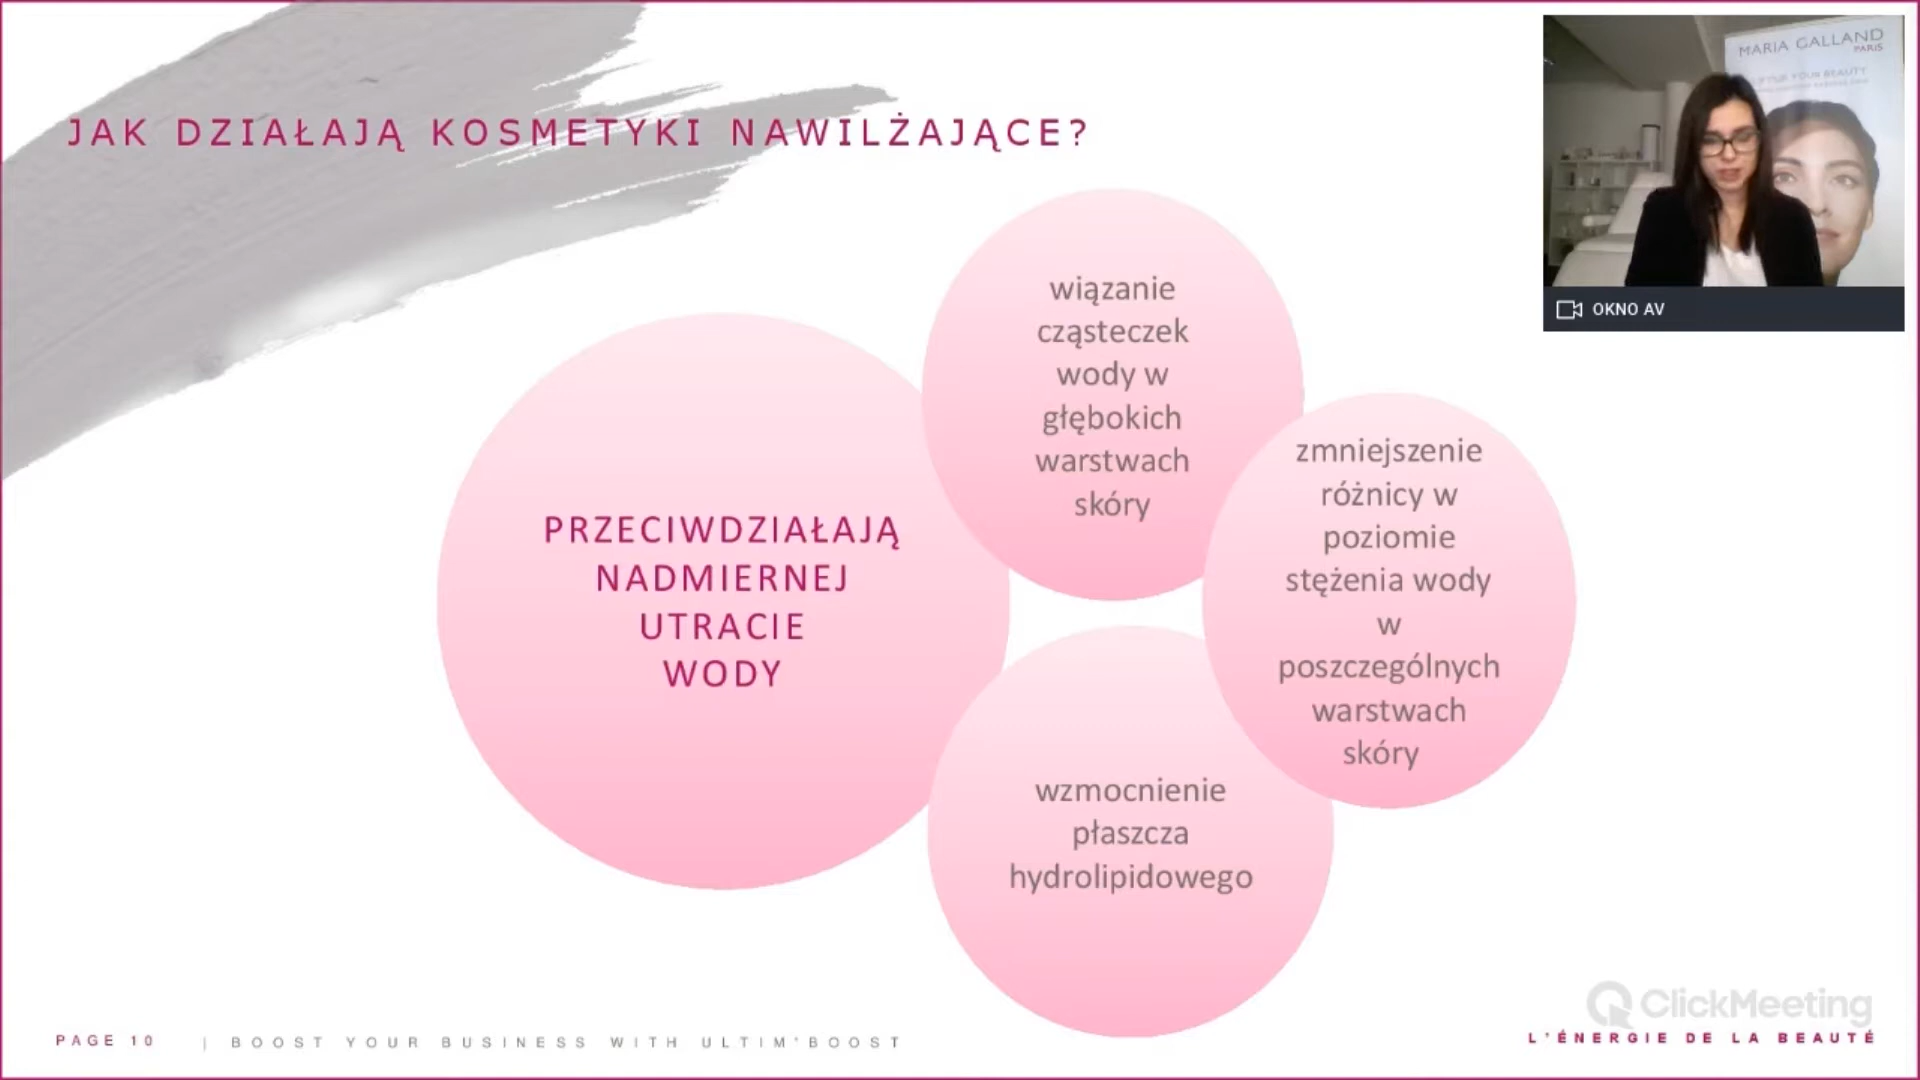 JAK DZIAŁAJĄ KOSMETYKI NAWILŻAJĄCE?
MARIA GALLAND
PARIS
OKNO AV
PRZECIWDZIAŁAJĄ
NADMIERNEJ
UTRACIE
WODY
wiązanie
cząsteczek
wody w
głębokich
warstwach
skóry
zmniejszenie
różnicy w
poziomie
stężenia wody
w
poszczególnych
warstwach
skóry
wzmocnienie
płaszcza
hydrolipidowego
ClickMeeting
PAGE 10 | BOOST YOUR BUSINESS WITH ULTIM'BOOST
L'ÉNERGIE DE LA BEAUTÉ